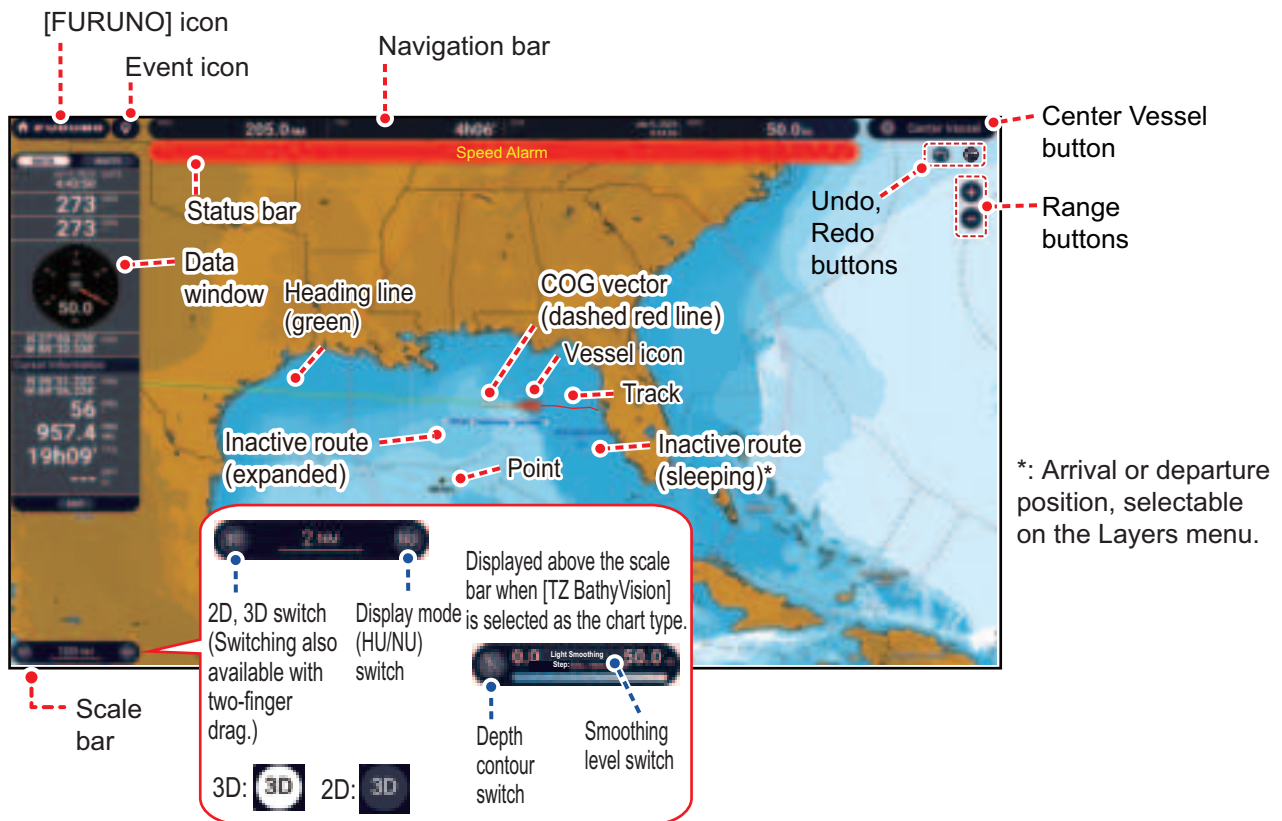 [FURUNO] icon
Event icon
Navigation bar
205.0
4h06'
50.0
Center Vessel
Center Vessel
button
Speed Alarm
Status bar
Undo,
Redo
buttons
Range
buttons
273
273
50.0
Data
window
Heading line
(green)
COG vector
(dashed red line)
Vessel icon
Track
Inactive route
(expanded)
Point
Inactive route
(sleeping)*
*: Arrival or departure
position, selectable
on the Layers menu.
56
957.4
19h09'
2 NM
2D, 3D switch
(Switching also
available with
two-finger
drag.)
Display mode
(HU/NU)
switch
3D: 3D
2D: 3D
Displayed above the scale
bar when [TZ BathyVision]
is selected as the chart type.
0.0
Light Smoothing
Step:
50.0
Depth
contour
switch
Smoothing
level switch
Scale
bar